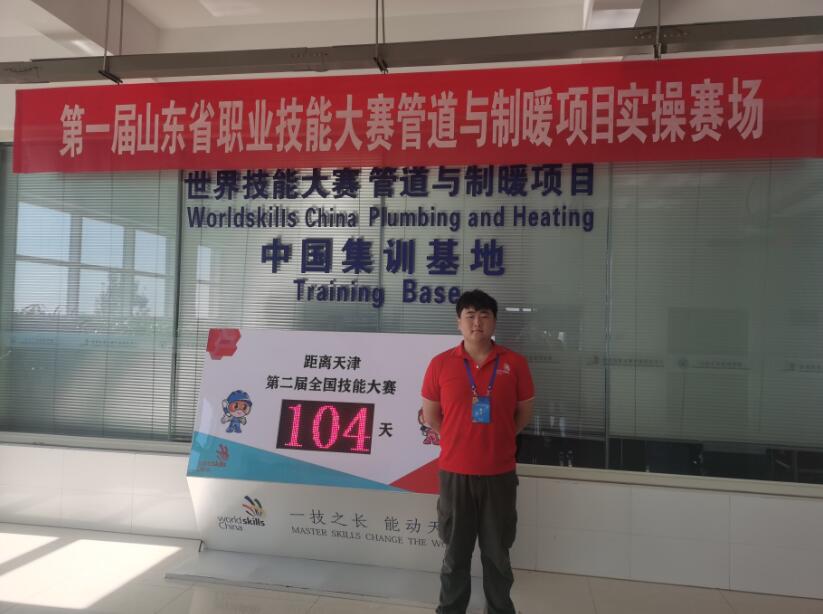 第一届山东省职业技能大赛管道与制暖项目实操赛场
世界技能大赛 管道与制暖项目
Worldskills China Plumbing and Heating
中国集训基地
Training Base
距离天津
第二届全国技能大赛
104 天
worldskills
China
一技之长 能动天
MASTER SKILLS CHANGE THE W